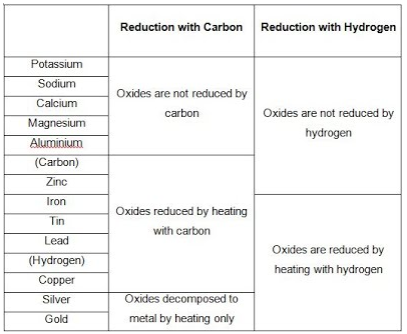 Reduction with Carbon
Reduction with Hydrogen
Potassium
Sodium
Calcium
Magnesium
Aluminium
Oxides are not reduced by
carbon
Oxides are not reduced by
hydrogen
(Carbon)
Zinc
Iron
Tin
Lead
(Hydrogen)
Copper
Oxides reduced by heating
with carbon
Oxides are reduced by
heating with hydrogen
Silver
Gold
Oxides decomposed to
metal by heating only